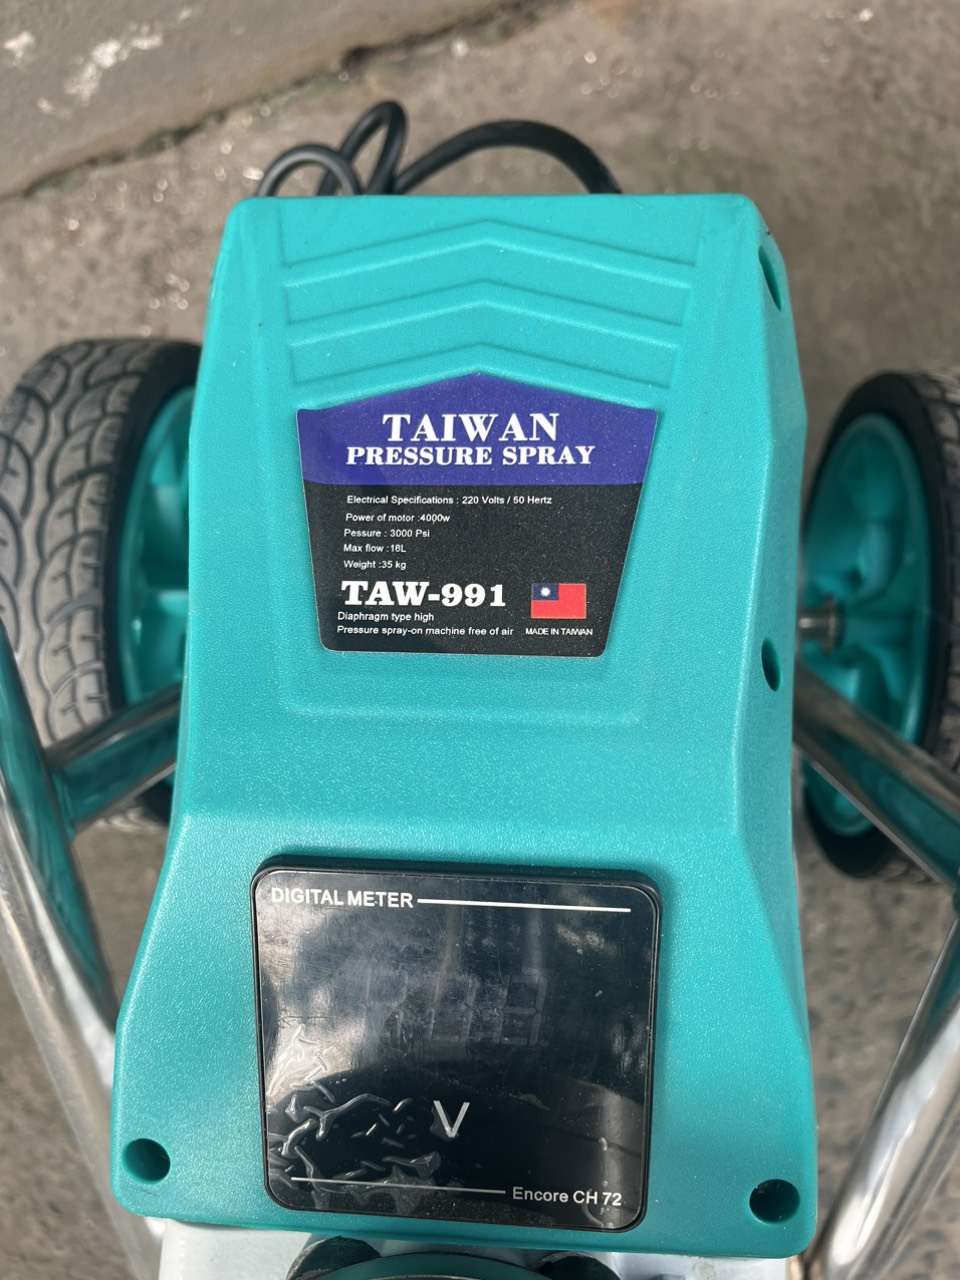 TAIWAN
PRESSURE SPRAY
Electrical Specifications : 220 Volts / 50 Hertz
Power of motor :4000w
Pessure : 3000 Psi
Max flow :18L
Weight :35 kg
TAW-991
Diaphragm type high
Pressure spray-on machine free of air
MADE IN TAIWAN
DIGITAL METER
V
Encore CH 72